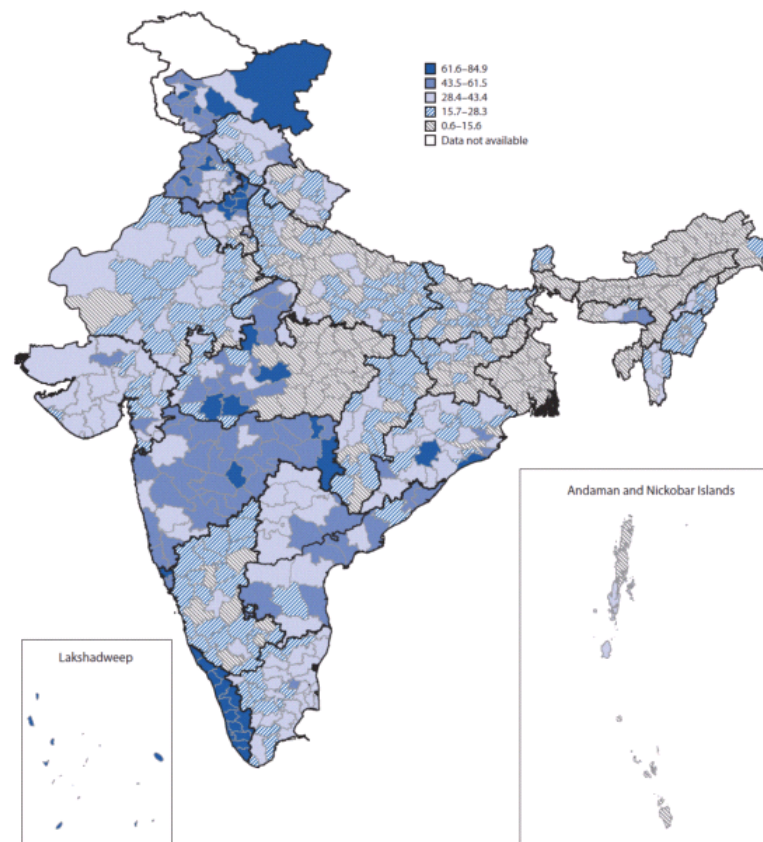 61.6–84.9
43.5–61.5
28.4–43.4
15.7–28.3
0.6–15.6
Data not available
Andaman and Nickobar Islands
Lakshadweep